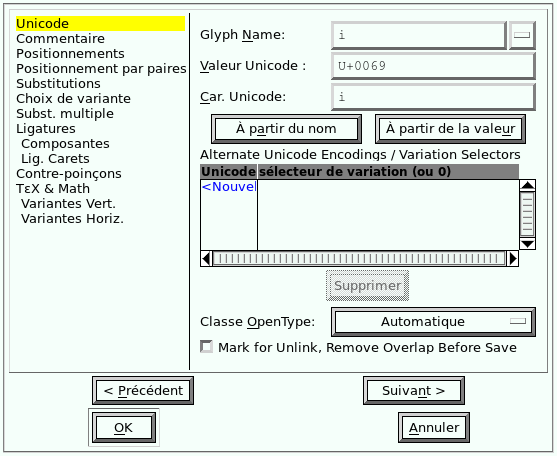 Unicode
Commentaire
Positionnements
Positionnement par paires
Substitutions
Choix de variante
Subst. multiple
Ligatures
Composantes
Lig. Carets
Contre-poinçons
TεX & Math
Variantes Vert.
Variantes Horiz.
Glyph Name: i
Valeur Unicode : U+0069
Car. Unicode: i
À partir du nom À partir de la valeur
Alternate Unicode Encodings / Variation Selectors
Unicode sélecteur de variation (ou 0)
<Nouvel
Supprimer
Classe OpenType: Automatique
Mark for Unlink, Remove Overlap Before Save
< Précédent Suivant >
OK Annuler